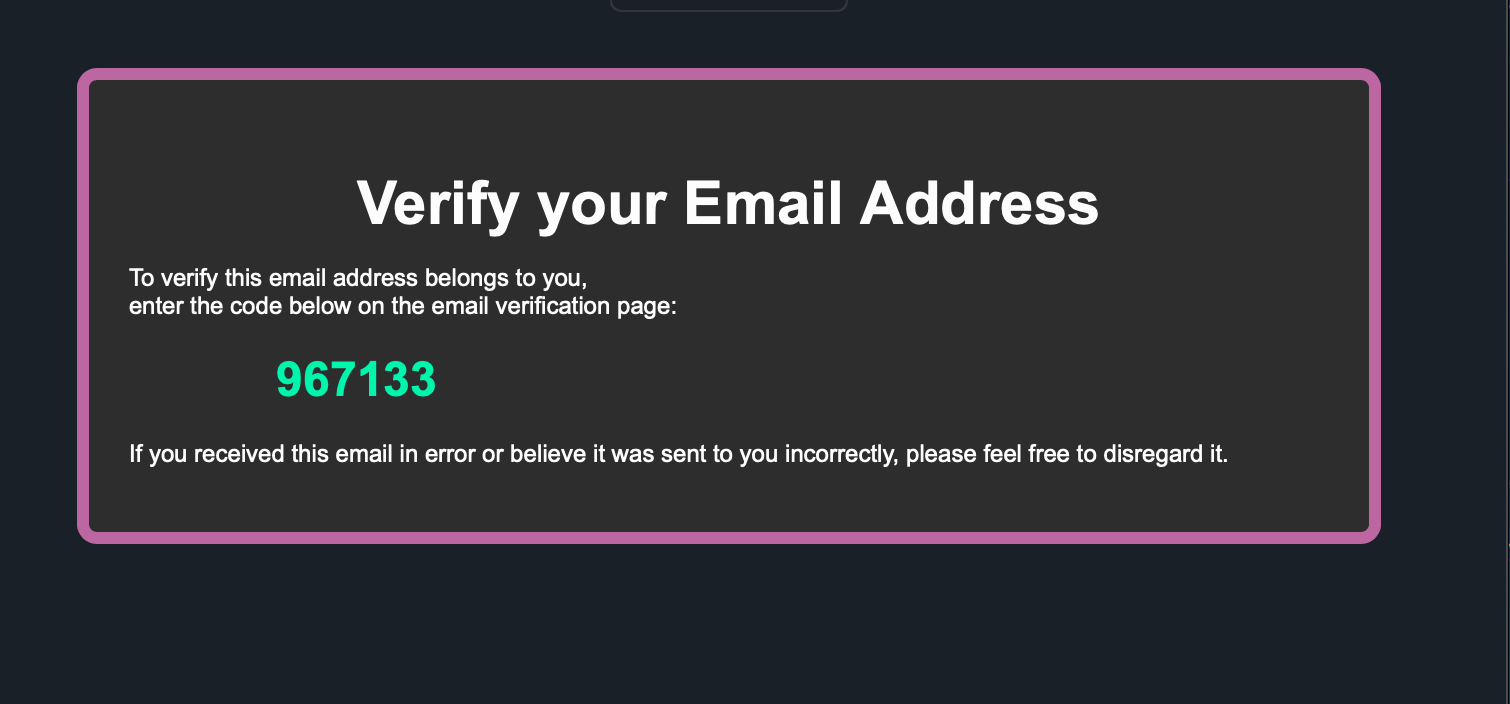 Verify your Email Address
To verify this email address belongs to you,
enter the code below on the email verification page:
967133
If you received this email in error or believe it was sent to you incorrectly, please feel free to disregard it.